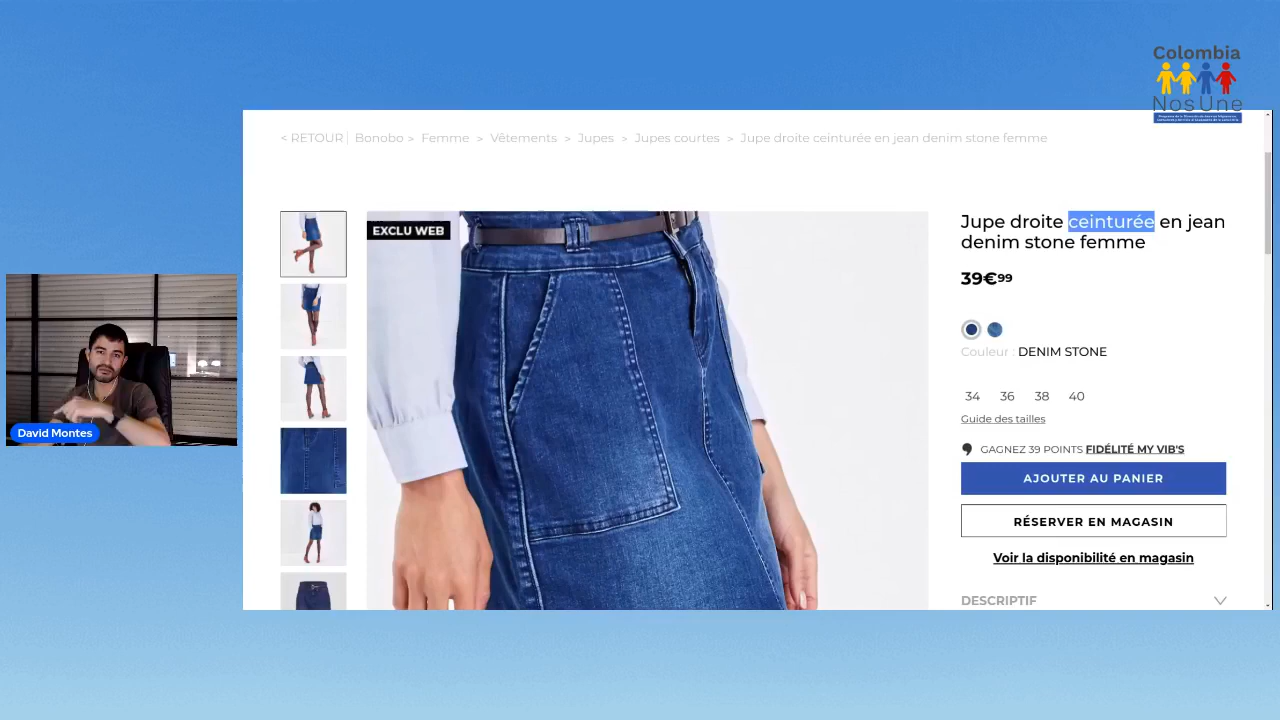 Colombia
NosUne
< RETOUR | Bonobo > Femme > Vêtements > Jupes > Jupes courtes > Jupe droite ceinturée en jean denim stone femme
EXCLU WEB
Jupe droite ceinturée en jean
denim stone femme
39€99
Couleur : DENIM STONE
34 36 38 40
Guide des tailles
GAGNEZ 39 POINTS FIDÉLITÉ MY VIB'S
AJOUTER AU PANIER
RÉSERVER EN MAGASIN
Voir la disponibilité en magasin
DESCRIPTIF
David Montes